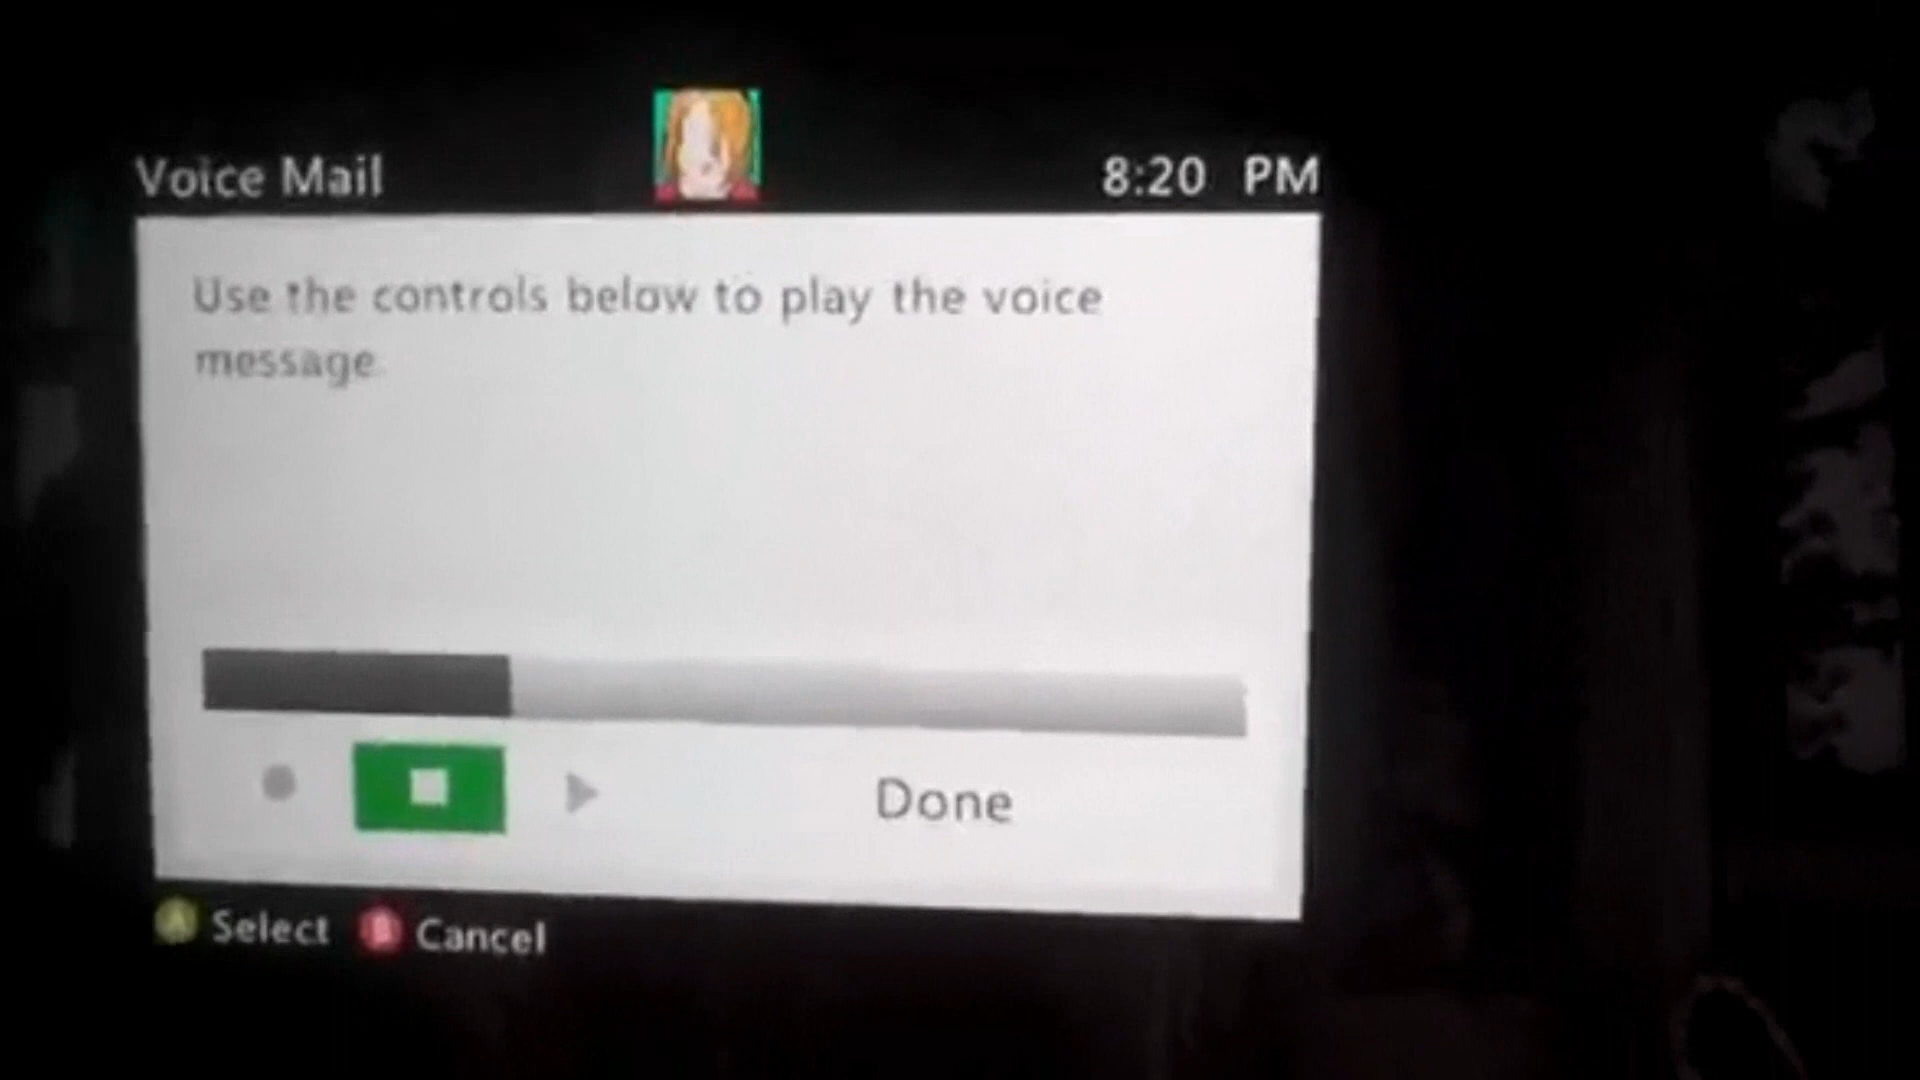 Voice Mail
8:20 PM
Use the controls below to play the voice
message.
Done
A Select B Cancel